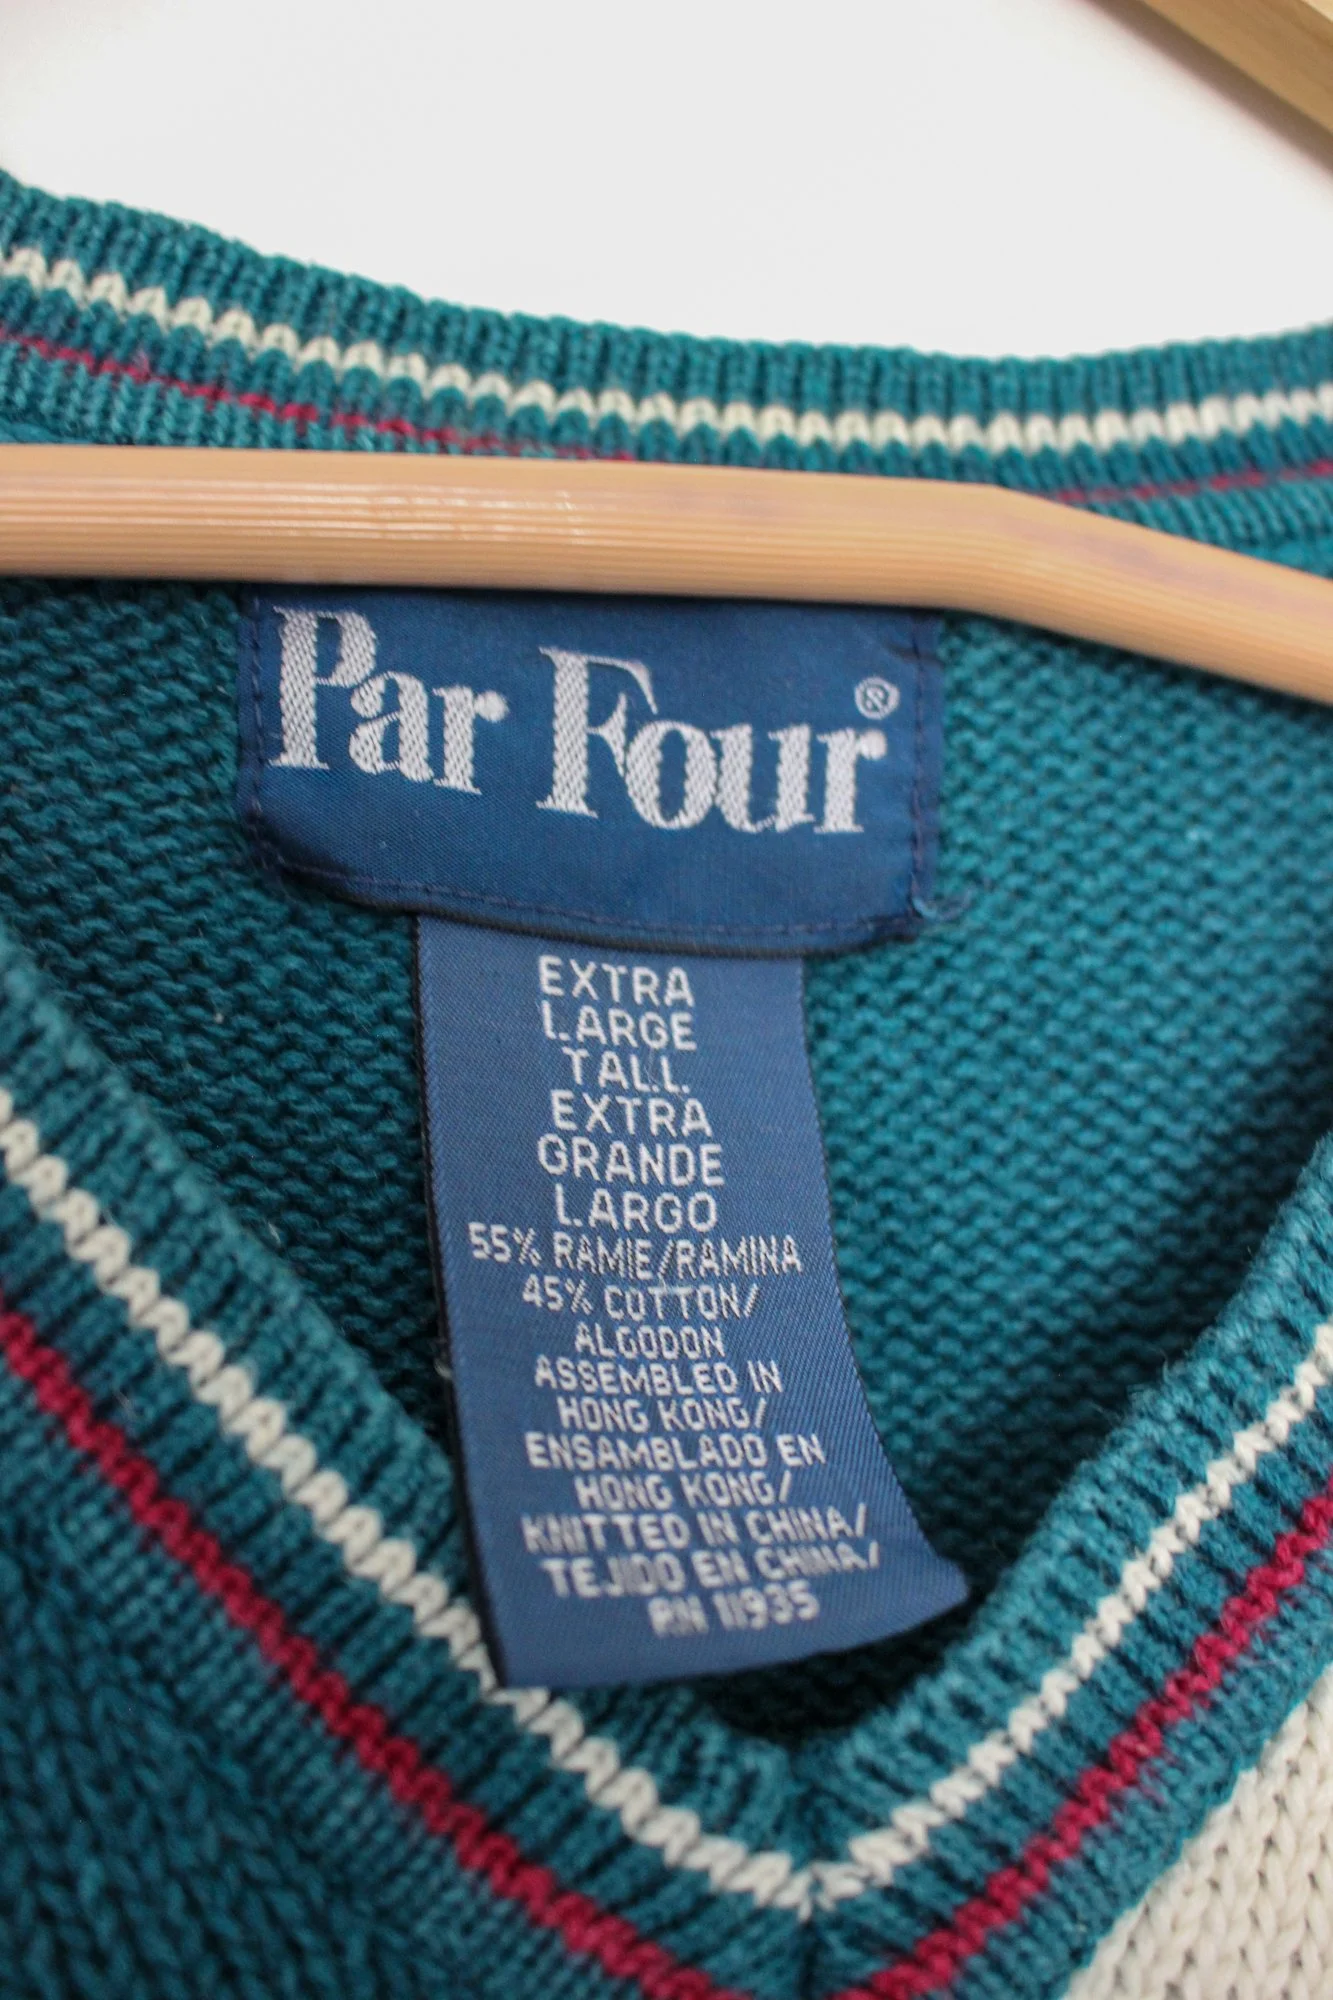 Par Four®
EXTRA
LARGE
TALL
EXTRA
GRANDE
LARGO
55% RAMIE/RAMINA
45% COTTON/
ALGODON
ASSEMBLED IN
HONG KONG/
ENSAMBLADO EN
HONG KONG/
KNITTED IN CHINA/
TEJIDO EN CHINA/
RN 11935